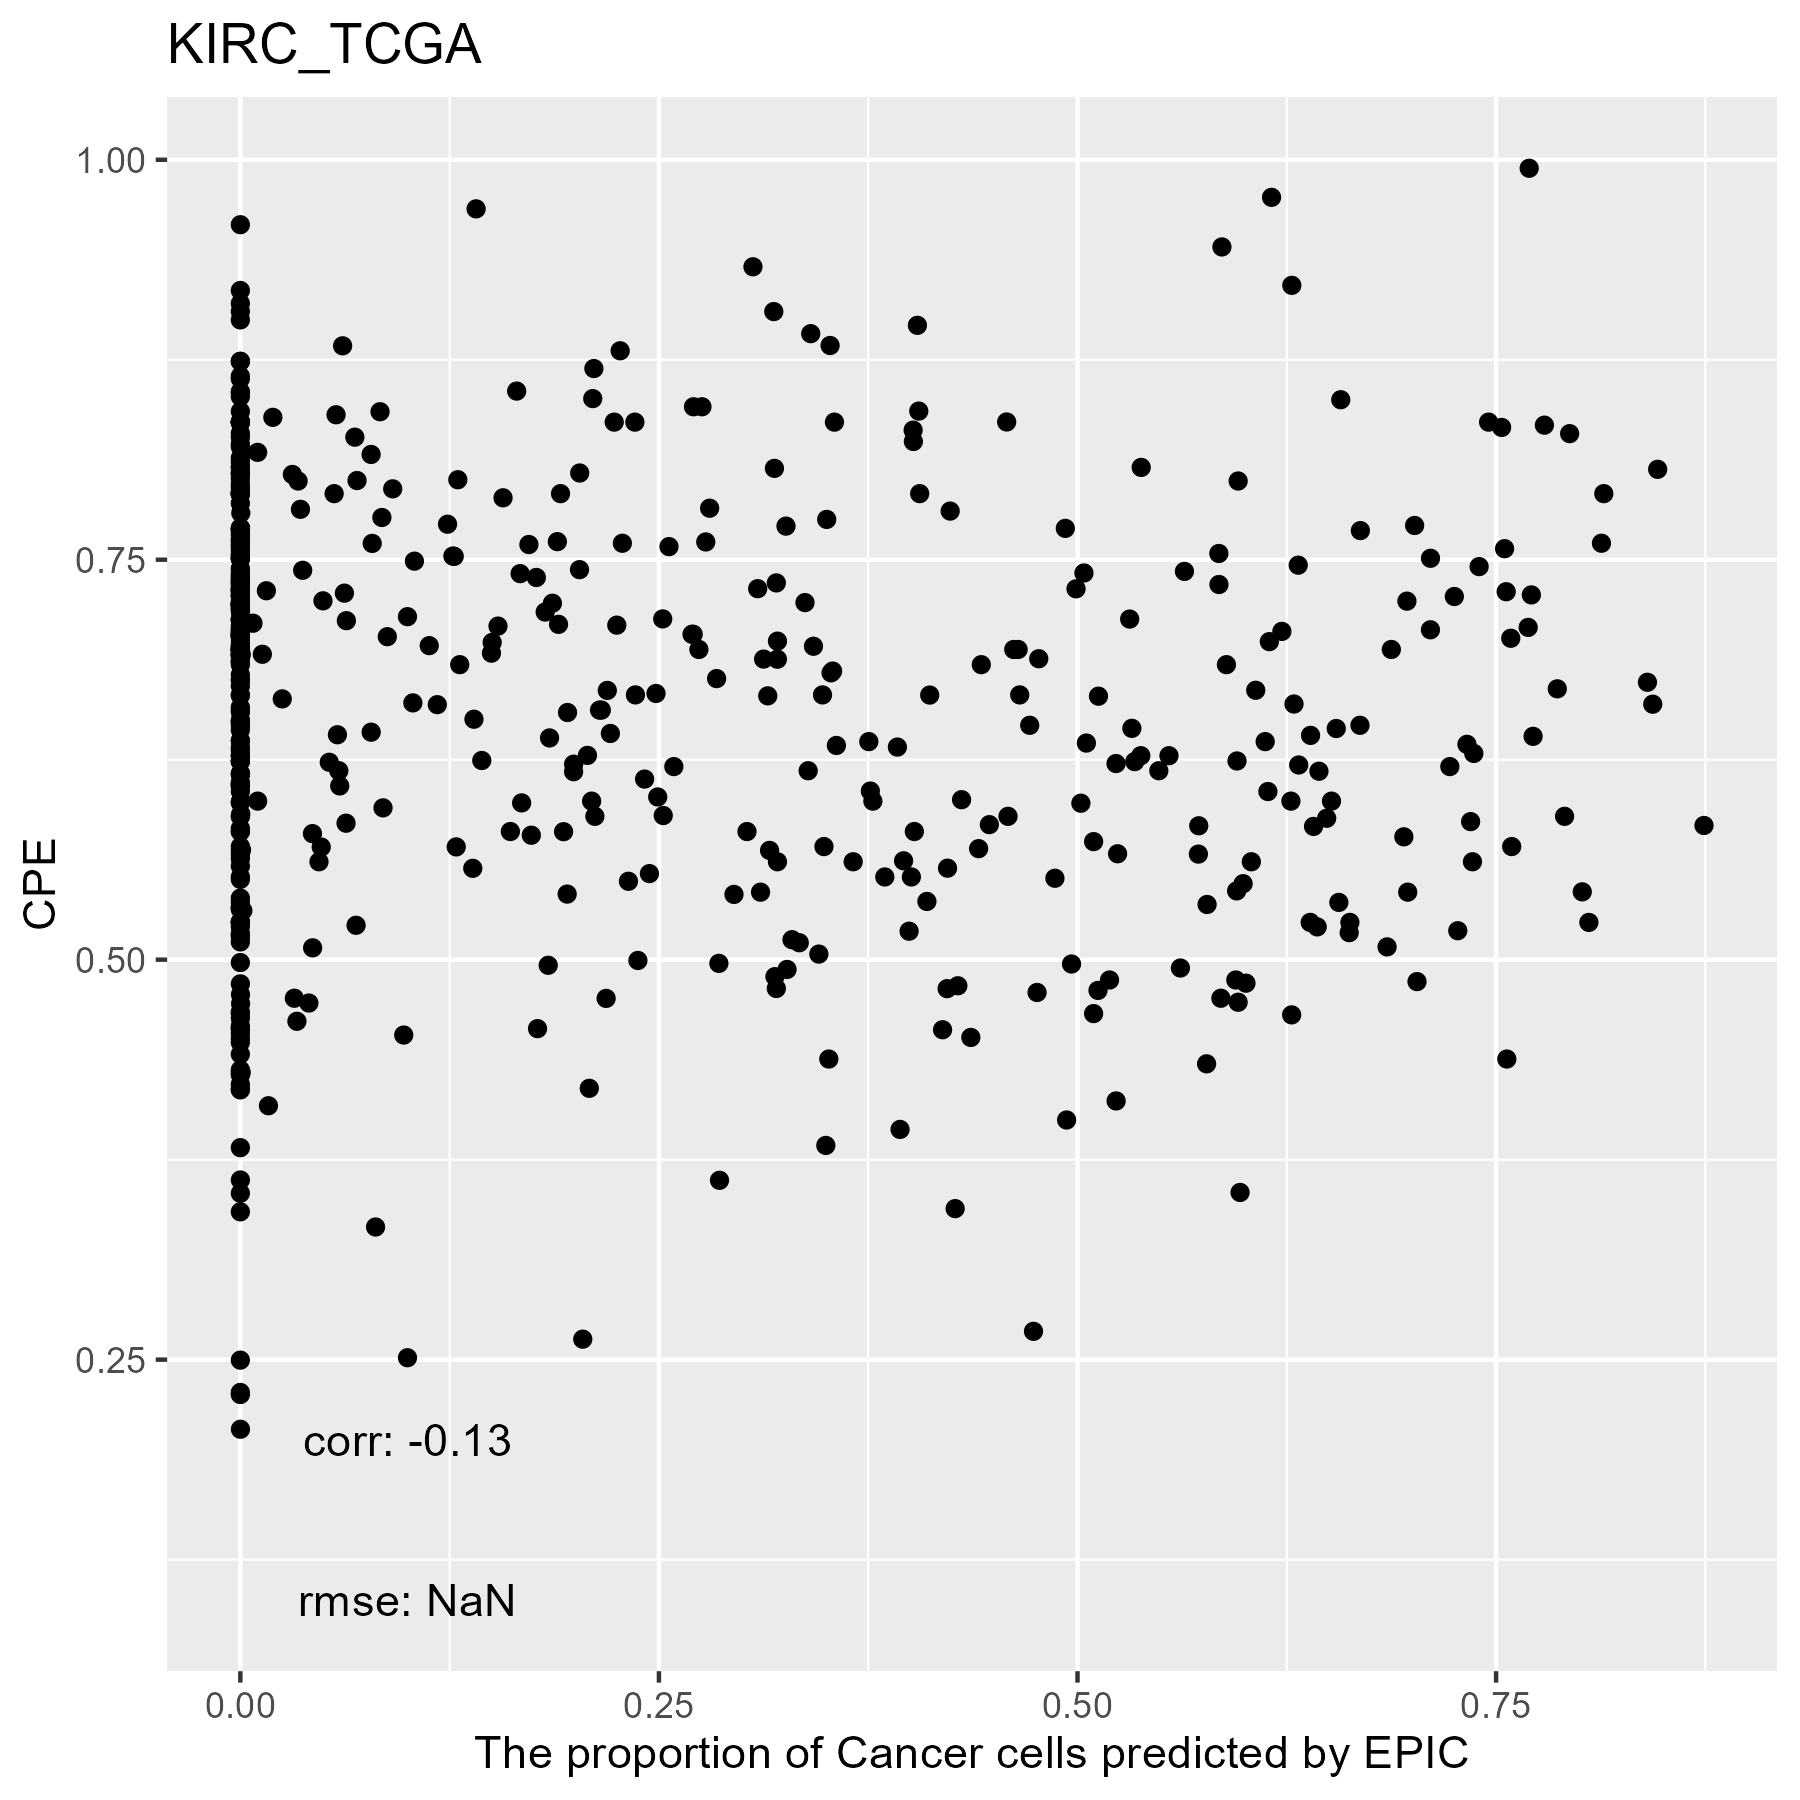 KIRC_TCGA
1.00
0.75
0.50
0.25
CPE
corr: -0.13
rmse: NaN
0.00 0.25 0.50 0.75
The proportion of Cancer cells predicted by EPIC